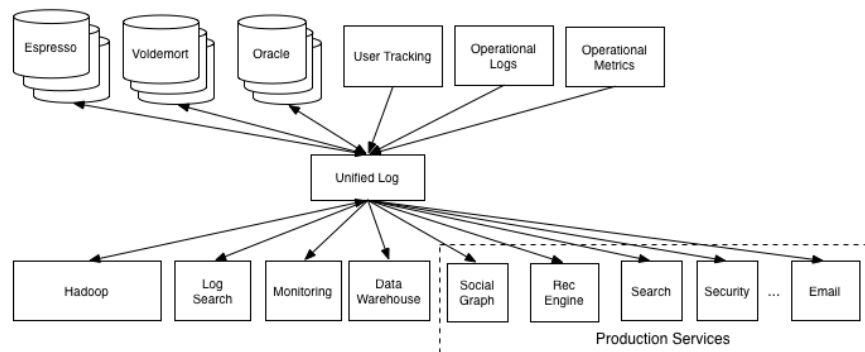 Espresso
Voldemort
Oracle
User Tracking
Operational
Logs
Operational
Metrics
Unified Log
Hadoop
Log
Search
Monitoring
Data
Warehouse
Social
Graph
Rec
Engine
Search
Security
...
Email
Production Services